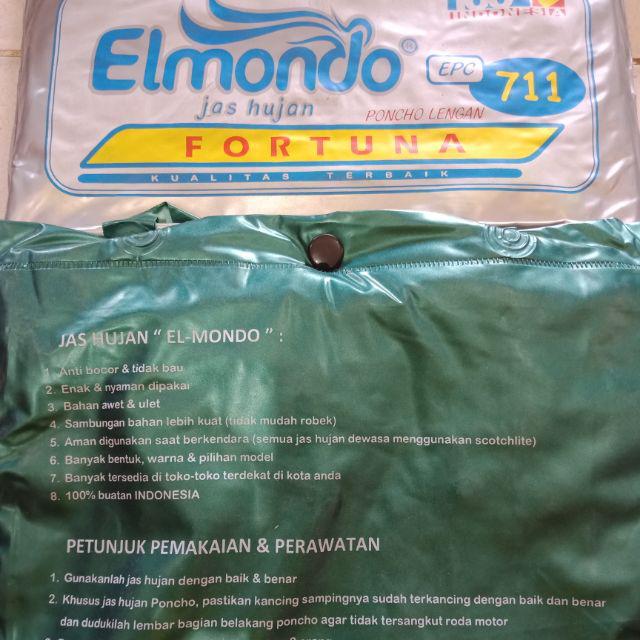 INDONESIA
Elmondo®
jas hujan
EPC 711
PONCHO LENGAN
FORTUNA
KUALITAS TERBAIK
JAS HUJAN “ EL-MONDO ” :
1. Anti bocor & tidak bau
2. Enak & nyaman dipakai
3. Bahan awet & ulet
4. Sambungan bahan lebih kuat (tidak mudah robek)
5. Aman digunakan saat berkendara (semua jas hujan dewasa menggunakan scotchlite)
6. Banyak bentuk, warna & pilihan model
7. Banyak tersedia di toko-toko terdekat di kota anda
8. 100% buatan INDONESIA
PETUNJUK PEMAKAIAN & PERAWATAN
1. Gunakanlah jas hujan dengan baik & benar
2. Khusus jas hujan Poncho, pastikan kancing sampingnya sudah terkancing dengan baik dan benar
dan dudukilah lembar bagian belakang poncho agar tidak tersangkut roda motor